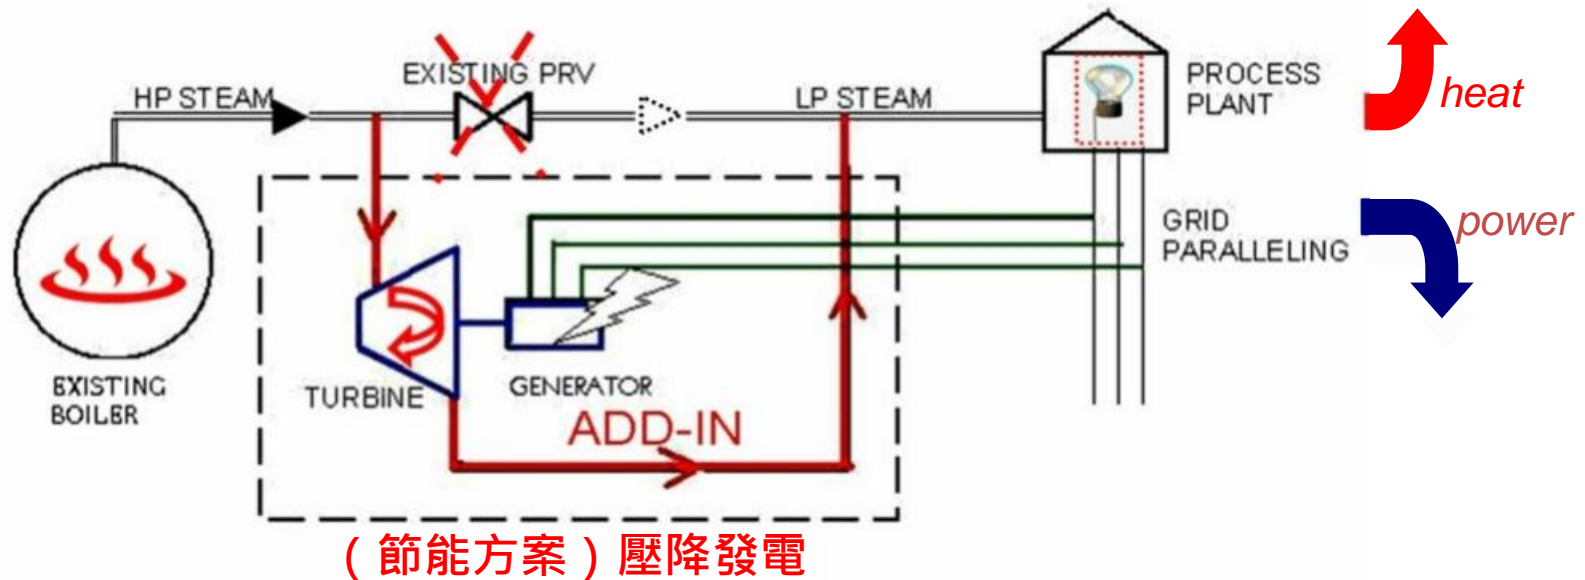 EXISTING PRV
HP STEAM
LP STEAM
PROCESS
PLANT
heat
GRID
PARALLELING
power
EXISTING
BOILER
TURBINE
GENERATOR
ADD-IN
（節能方案）壓降發電